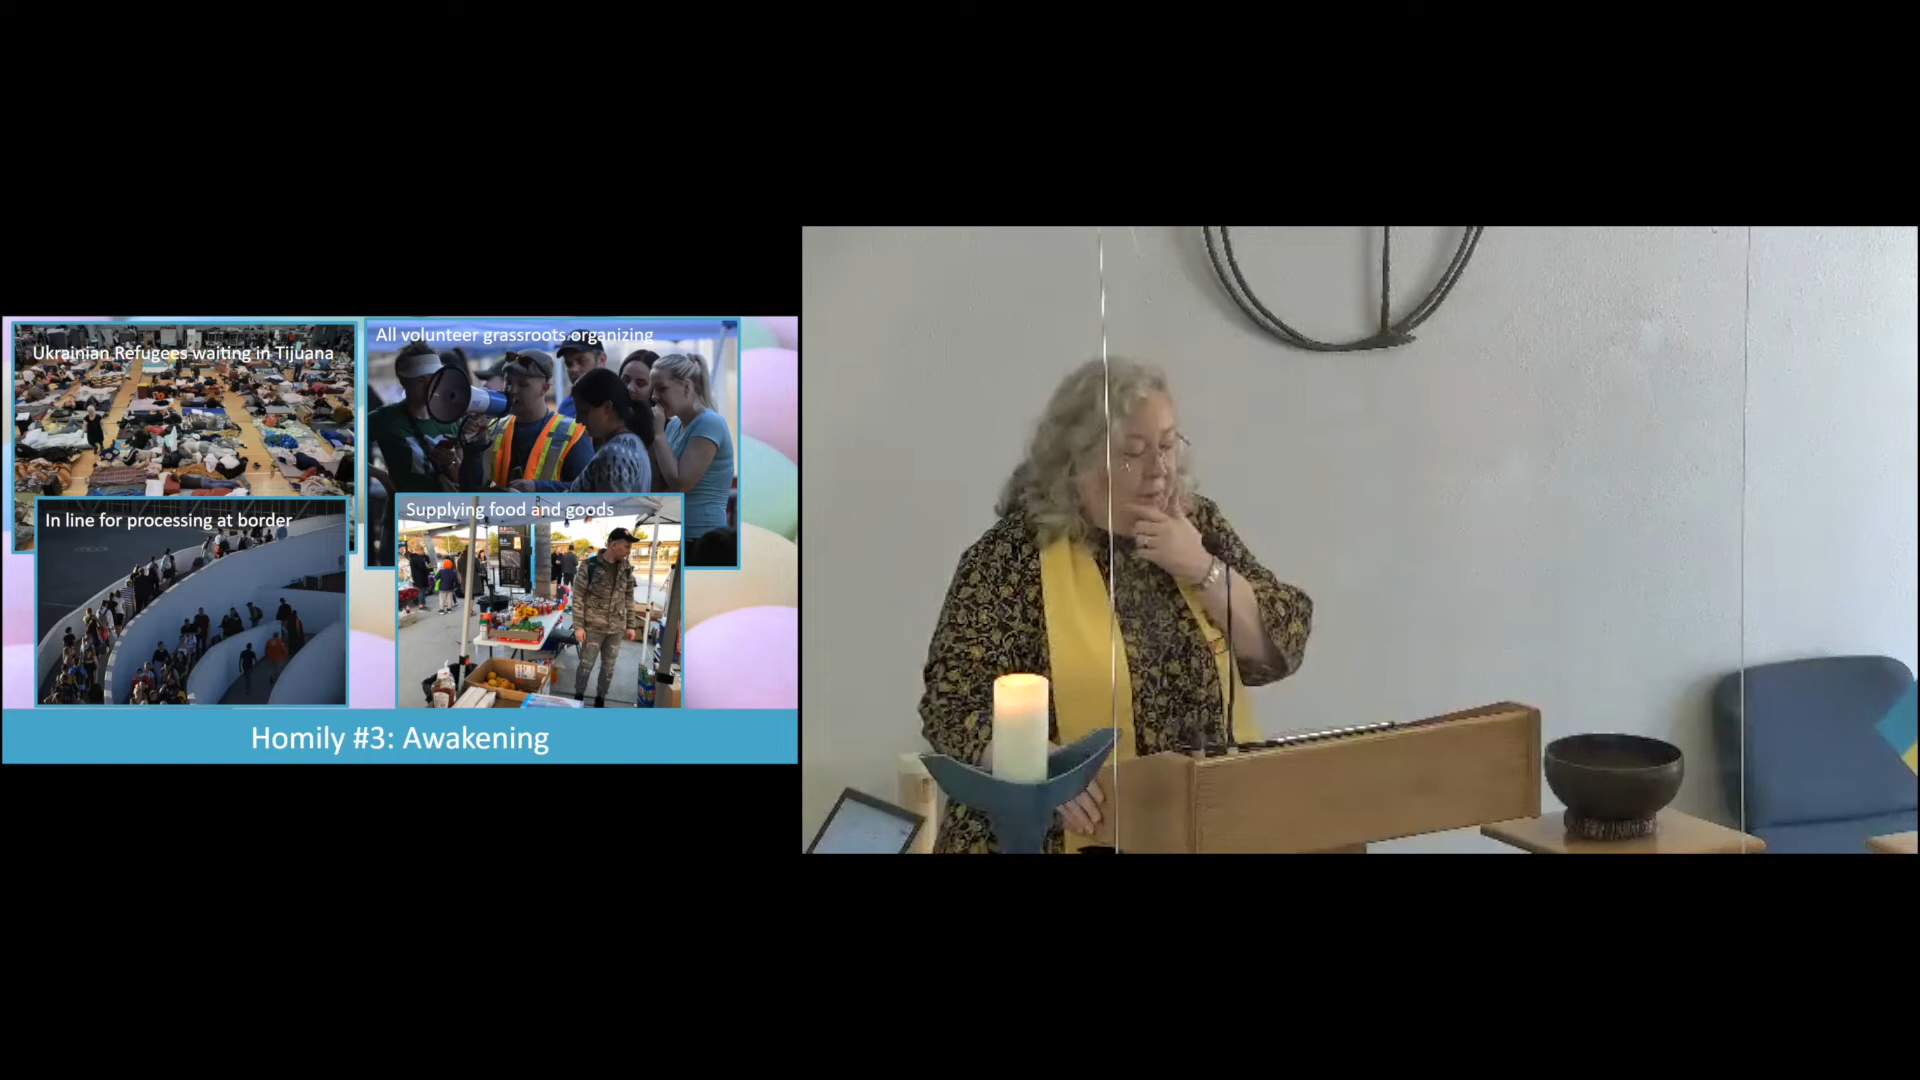 Ukrainian Refugees waiting in Tijuana
All volunteer grassroots organizing
In line for processing at border
Supplying food and goods
Homily #3: Awakening